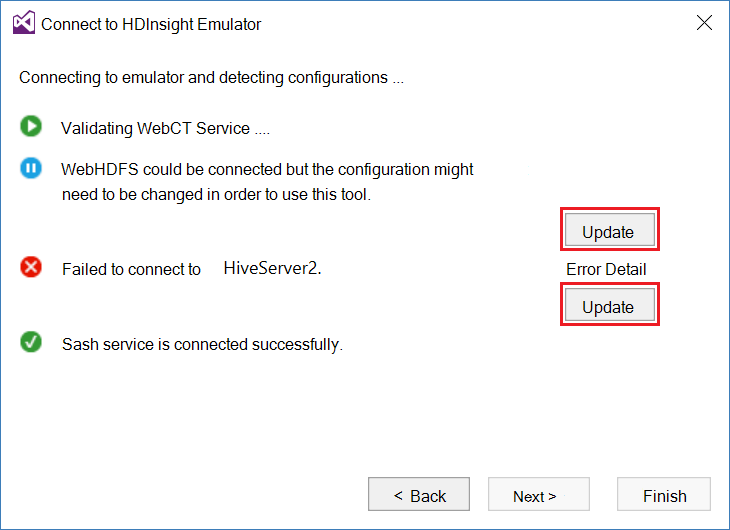 Connect to HDInsight Emulator
Connecting to emulator and detecting configurations ...
Validating WebCT Service ....
WebHDFS could be connected but the configuration might
need to be changed in order to use this tool.
Update
Failed to connect to HiveServer2.
Error Detail
Update
Sash service is connected successfully.
< Back
Next >
Finish